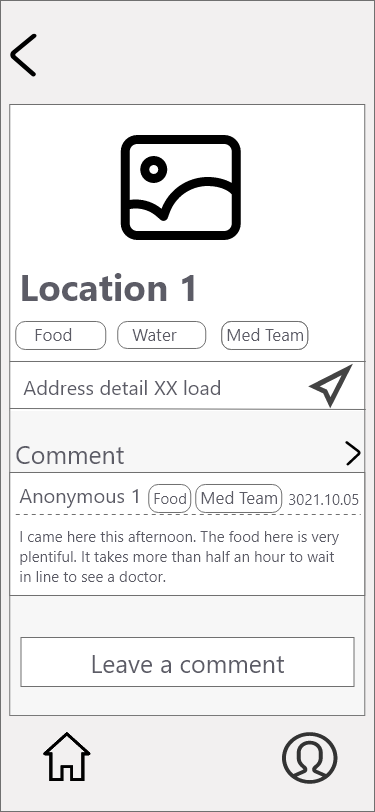 Location 1
Food Water Med Team
Address detail XX load
Comment
Anonymous 1 Food Med Team 3021.10.05
I came here this afternoon. The food here is very
plentiful. It takes more than half an hour to wait
in line to see a doctor.
Leave a comment